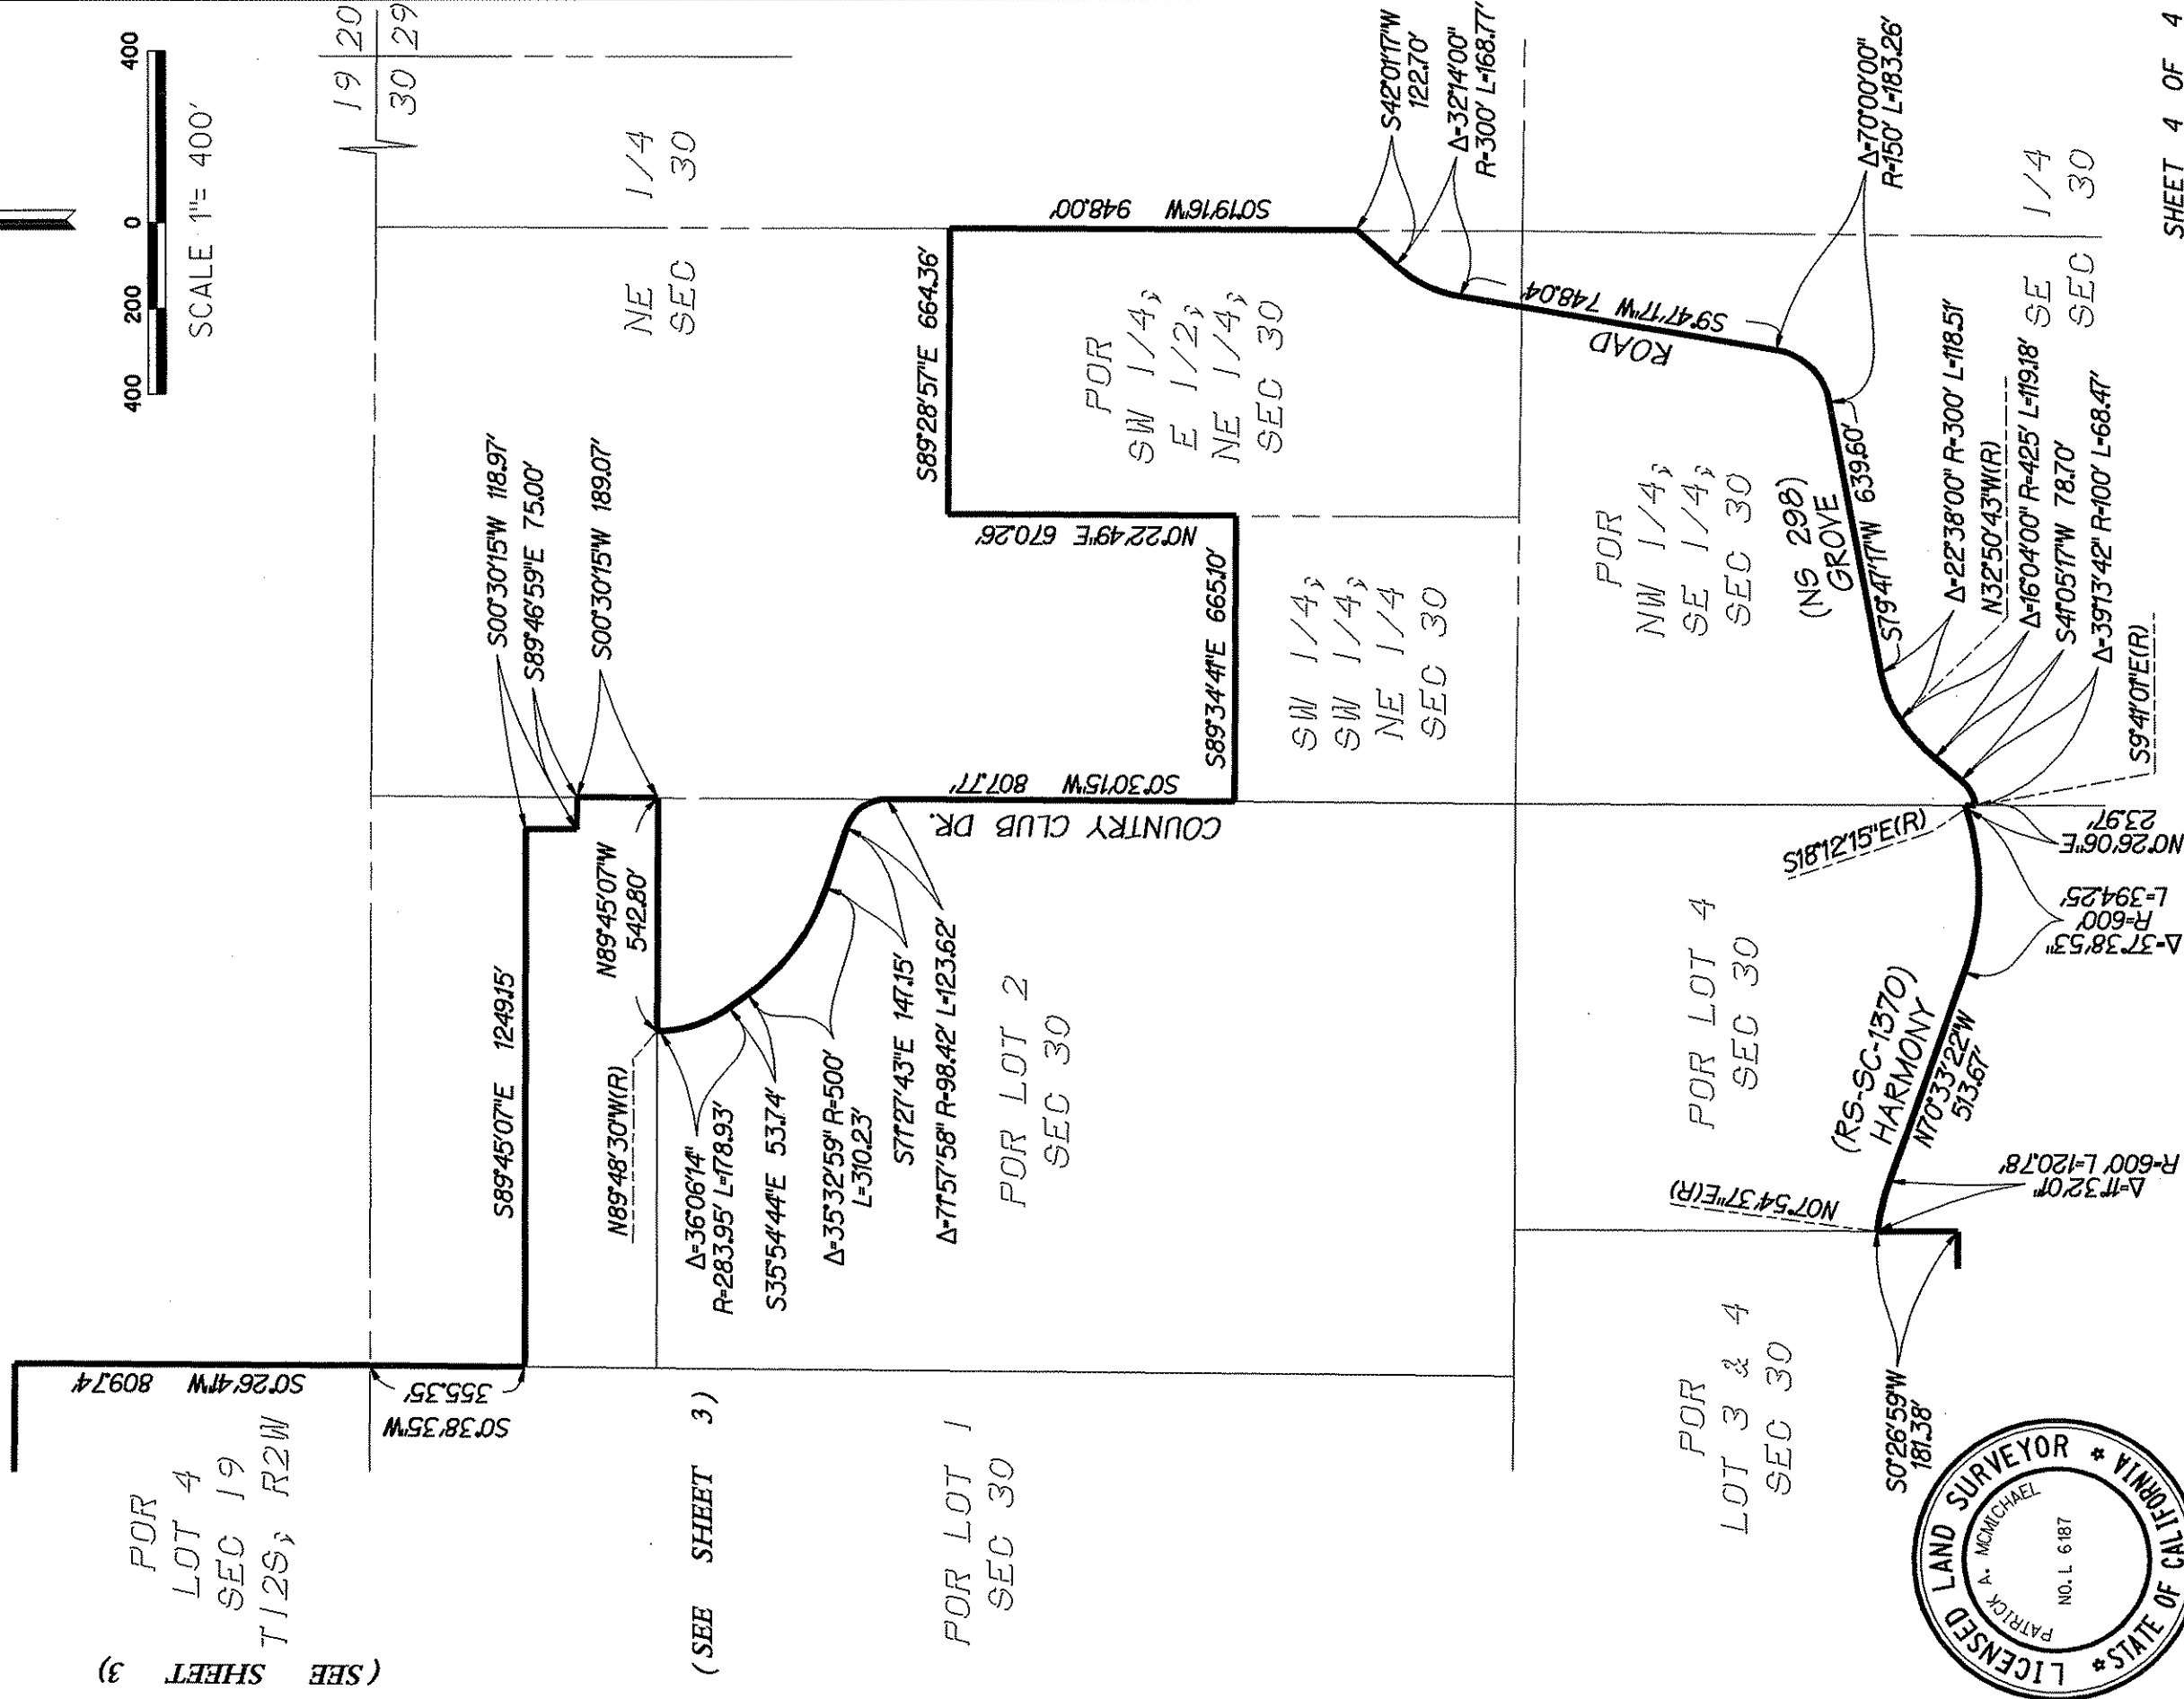 400 200 0 400
SCALE 1"= 400'
19 20
30 29
NE 1/4
SEC 30
POR
LOT 4
SEC 19
T12S, R2W
(SEE SHEET 3)
S0°26'41"W 809.74'
S0°38'35"W
355.35'
S89°45'07"E 1249.15'
S00°30'15"W 118.97'
S89°46'59"E 75.00'
S00°30'15"W 189.07'
N89°45'07"W
542.80'
N89°48'30"W(R)
Δ=36°06'14"
R=283.95' L=178.93'
S35°54'44"E 53.74'
Δ=35°32'59" R=500'
L=310.23'
S71°27'43"E 147.15'
Δ=71°57'58" R=98.42' L=123.62'
COUNTRY CLUB DR.
S0°30'15"W 807.77'
S89°34'41"E 665.10'
N0°22'49"E 670.26'
S89°28'57"E 664.36'
S0°19'16"W 948.00'
POR
SW 1/4,
E 1/2,
NE 1/4,
SEC 30
SW 1/4,
SW 1/4,
NE 1/4
SEC 30
(SEE SHEET 3)
POR LOT 1
SEC 30
POR LOT 2
SEC 30
S42°01'17"W
122.70'
Δ=32°14'00"
R=300' L=168.77'
S9°47'17"W 748.04'
ROAD
Δ=70°00'00"
R=150' L=183.26'
POR
NW 1/4,
SE 1/4,
SEC 30
(NS 298)
GROVE
S79°47'17"W 639.60'
Δ=22°38'00" R=300' L=118.51'
N32°50'43"W(R)
Δ=16°04'00" R=425' L=119.18'
S41°05'17"W 78.70'
Δ=39°13'42" R=100' L=68.47'
S9°41'01"E(R)
SE 1/4
SEC 30
N0°26'06"E
23.97'
S18°12'15"E(R)
Δ=37°38'53"
R=600'
L=394.25'
POR LOT 4
SEC 30
(RS-SC-1370)
HARMONY
N70°33'22"W
513.67'
Δ=11°32'01"
R=600' L=120.78'
N07°54'37"E(R)
S0°26'59"W
181.38'
POR
LOT 3 & 4
SEC 30
LICENSED LAND SURVEYOR
PATRICK A. MCMICHAEL
NO. L 6187
STATE OF CALIFORNIA
SHEET 4 OF 4